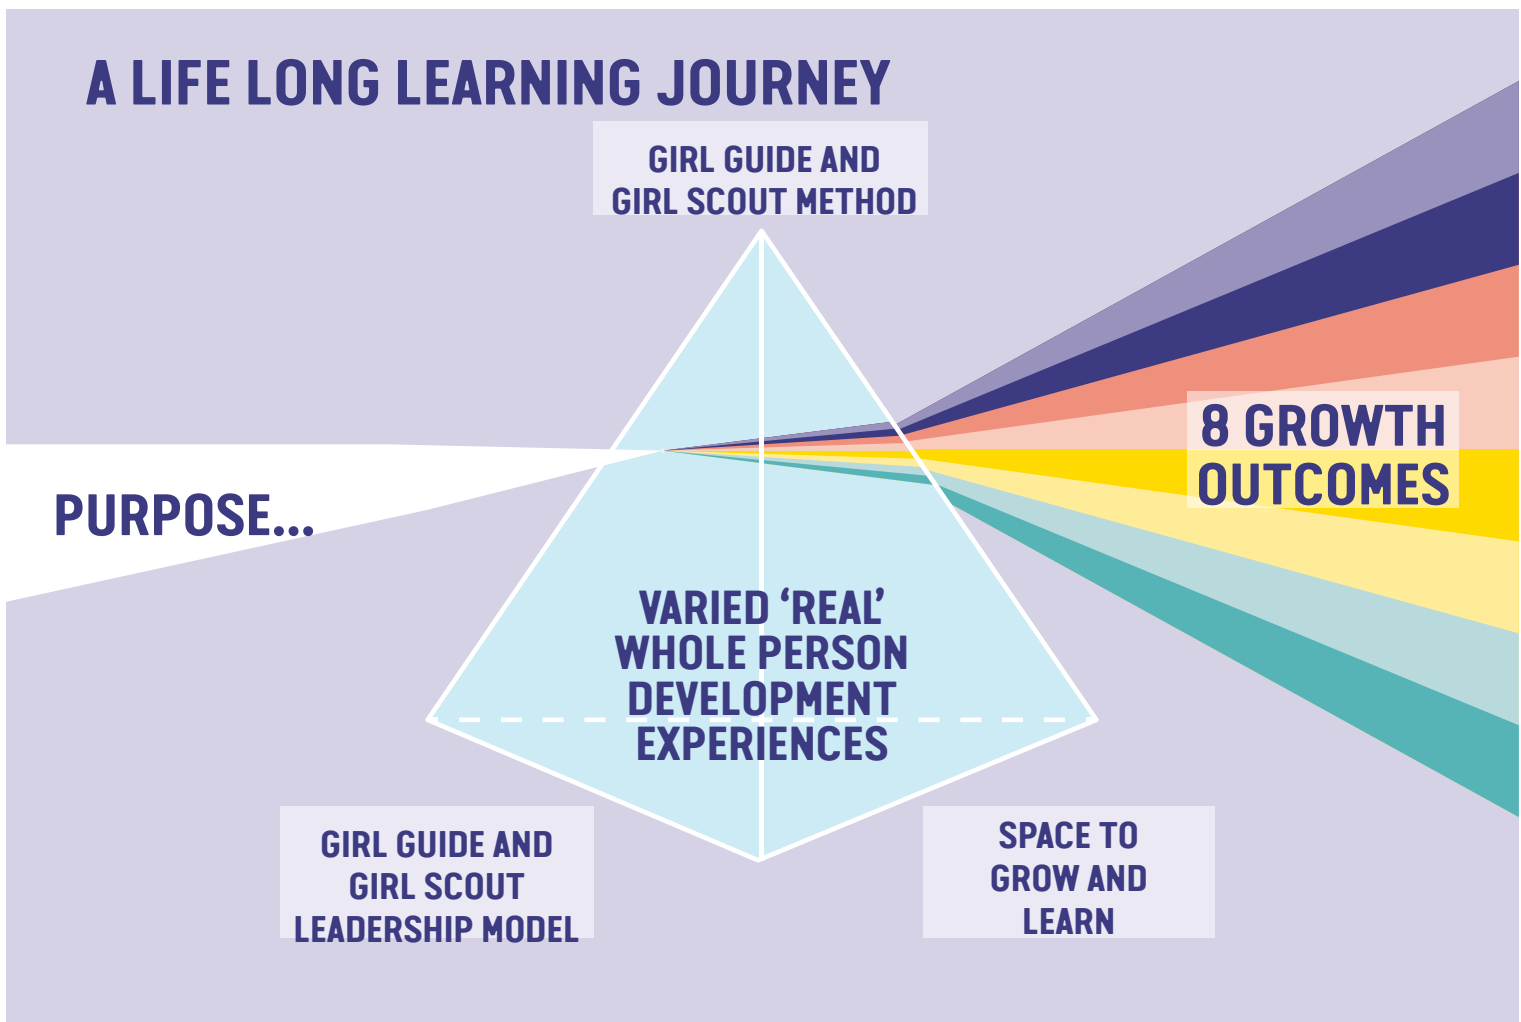 A LIFE LONG LEARNING JOURNEY
GIRL GUIDE AND
GIRL SCOUT METHOD
PURPOSE...
8 GROWTH
OUTCOMES
VARIED ‘REAL’
WHOLE PERSON
DEVELOPMENT
EXPERIENCES
GIRL GUIDE AND
GIRL SCOUT
LEADERSHIP MODEL
SPACE TO
GROW AND
LEARN